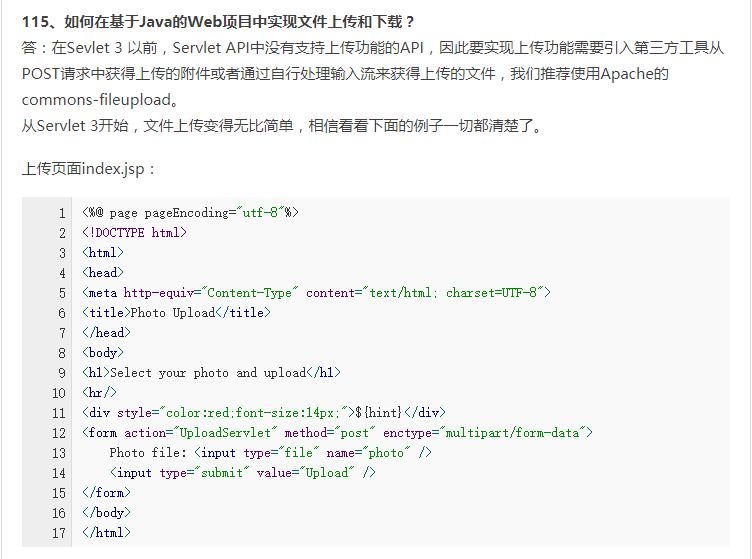 115、如何在基于Java的Web项目中实现文件上传和下载？
答：在Sevlet 3 以前，Servlet API中没有支持上传功能的API，因此要实现上传功能需要引入第三方工具从
POST请求中获得上传的附件或者通过自行处理输入流来获得上传的文件，我们推荐使用Apache的
commons-fileupload。
从Servlet 3开始，文件上传变得无比简单，相信看看下面的例子一切都清楚了。
上传页面index.jsp：
1 <%@ page pageEncoding="utf-8"%>
2 <!DOCTYPE html>
3 <html>
4 <head>
5 <meta http-equiv="Content-Type" content="text/html; charset=UTF-8">
6 <title>Photo Upload</title>
7 </head>
8 <body>
9 <h1>Select your photo and upload</h1>
10 <hr/>
11 <div style="color:red;font-size:14px;">${hint}</div>
12 <form action="UploadServlet" method="post" enctype="multipart/form-data">
13     Photo file: <input type="file" name="photo" />
14     <input type="submit" value="Upload" />
15 </form>
16 </body>
17 </html>